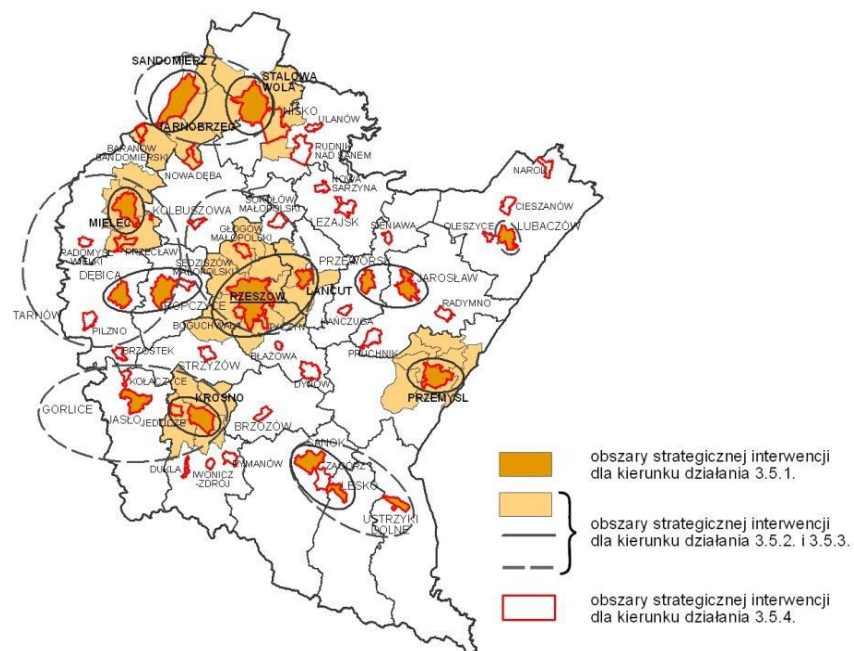 SANDOMIERZ
STALOWA
WOLA
NISKO
ULANÓW
TARNOBRZEG
RUDNIK
NAD SANEM
BARANÓW
SANDOMIERSKI
NOWA DĘBA
NAROL
NOWA
SARZYNA
CIESZANÓW
MIELEC
KOLBUSZOWA
SOKOŁÓW
MAŁOPOLSKI
LEŻAJSK
SIENIAWA
OLESZYCE
LUBACZÓW
GŁOGÓW
MAŁOPOLSKI
RADOMYŚL
WIELKI
PRZECŁAW
SĘDZISZÓW
MAŁOPOLSKI
PRZEWORSK
JAROSŁAW
DĘBICA
RZESZÓW
ŁAŃCUT
ROPCZYCE
RADYMNO
TARNÓW
PILZNO
BOGUCHWAŁA
TYCZYN
KAŃCZUGA
BRZOSTEK
BŁAŻOWA
PRUCHNIK
STRZYŻÓW
KOŁACZYCE
DYNÓW
PRZEMYŚL
GORLICE
JASŁO
JEDLICZE
KROSNO
BRZOZÓW
SANOK
DUKLA
IWONICZ
-ZDRÓJ
RYMANÓW
ZAGÓRZ
LESKO
USTRZYKI
DOLNE
obszary strategicznej interwencji
dla kierunku działania 3.5.1.
obszary strategicznej interwencji
dla kierunku działania 3.5.2. i 3.5.3.
obszary strategicznej interwencji
dla kierunku działania 3.5.4.